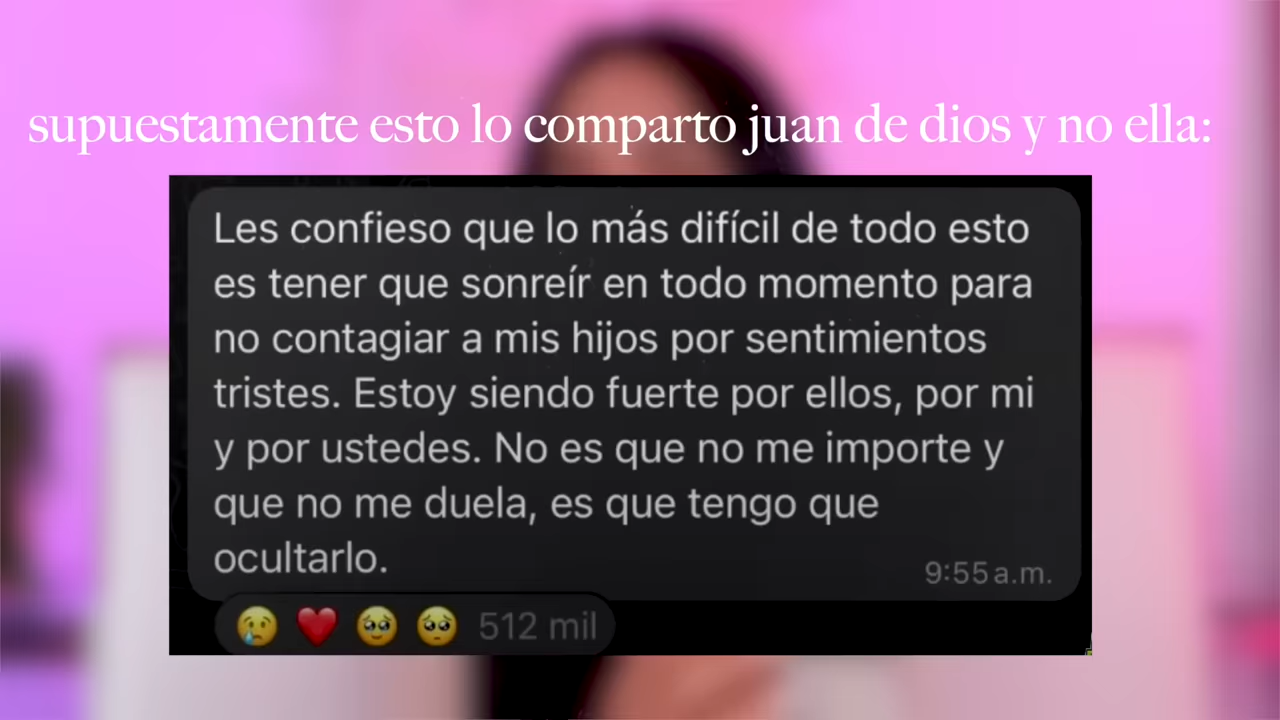 supuestamente esto lo comparto juan de dios y no ella:
Les confieso que lo más difícil de todo esto
es tener que sonreír en todo momento para
no contagiar a mis hijos por sentimientos
tristes. Estoy siendo fuerte por ellos, por mi
y por ustedes. No es que no me importe y
que no me duela, es que tengo que
ocultarlo.
9:55 a.m.
😢 ❤️ 🥹 🥺 512 mil